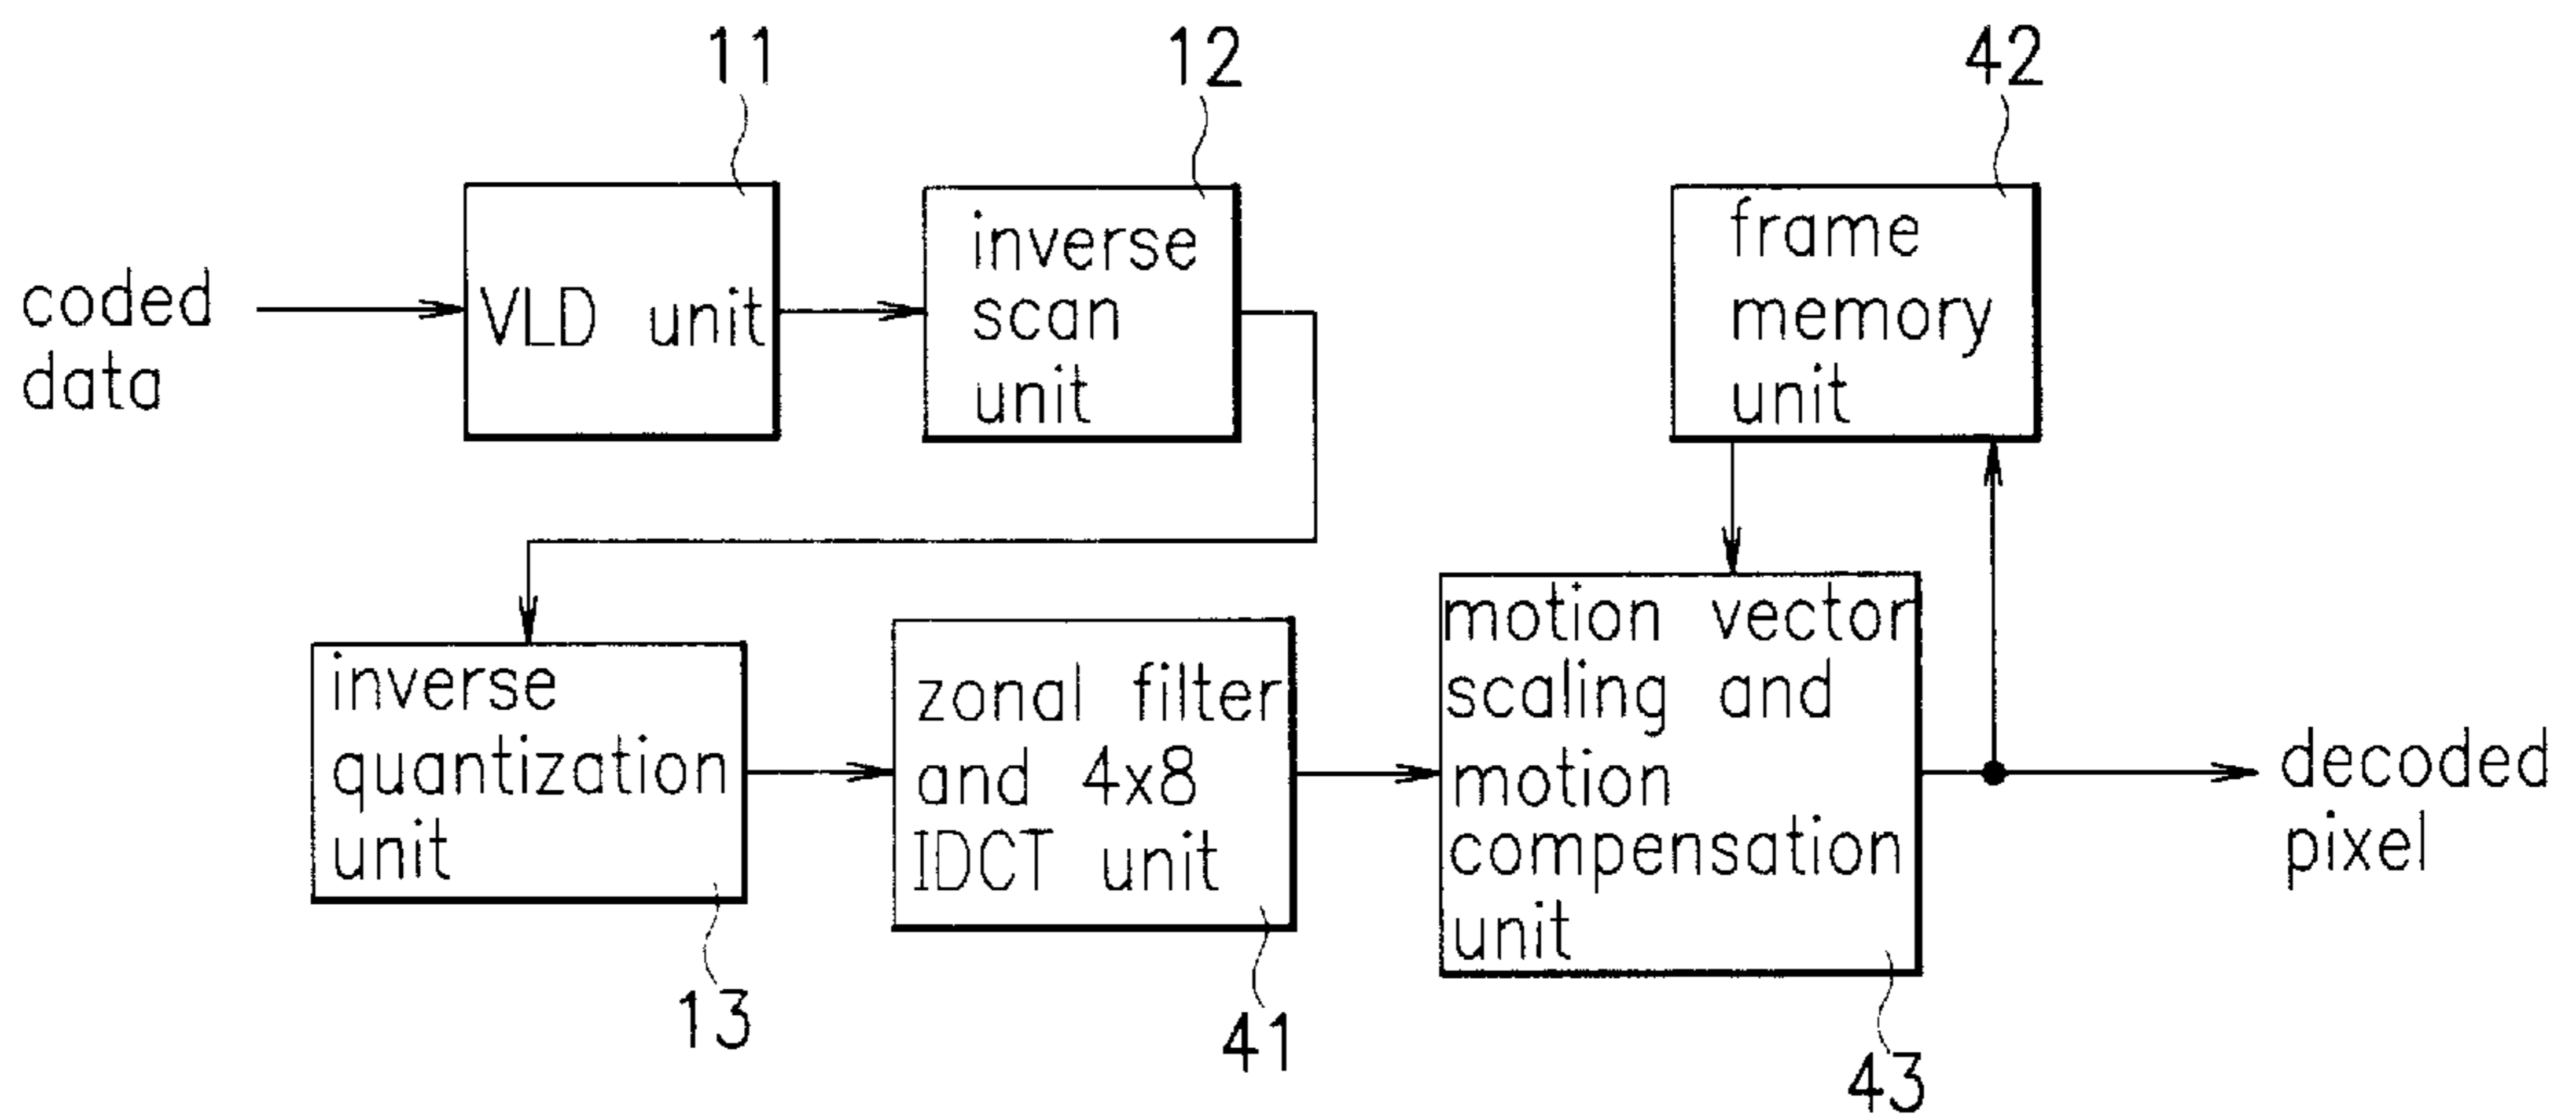 11
12
42
coded
data
VLD unit
inverse
scan
unit
frame
memory
unit
inverse
quantization
unit
zonal filter
and 4x8
IDCT unit
motion vector
scaling and
motion
compensation
unit
decoded
pixel
13
41
43